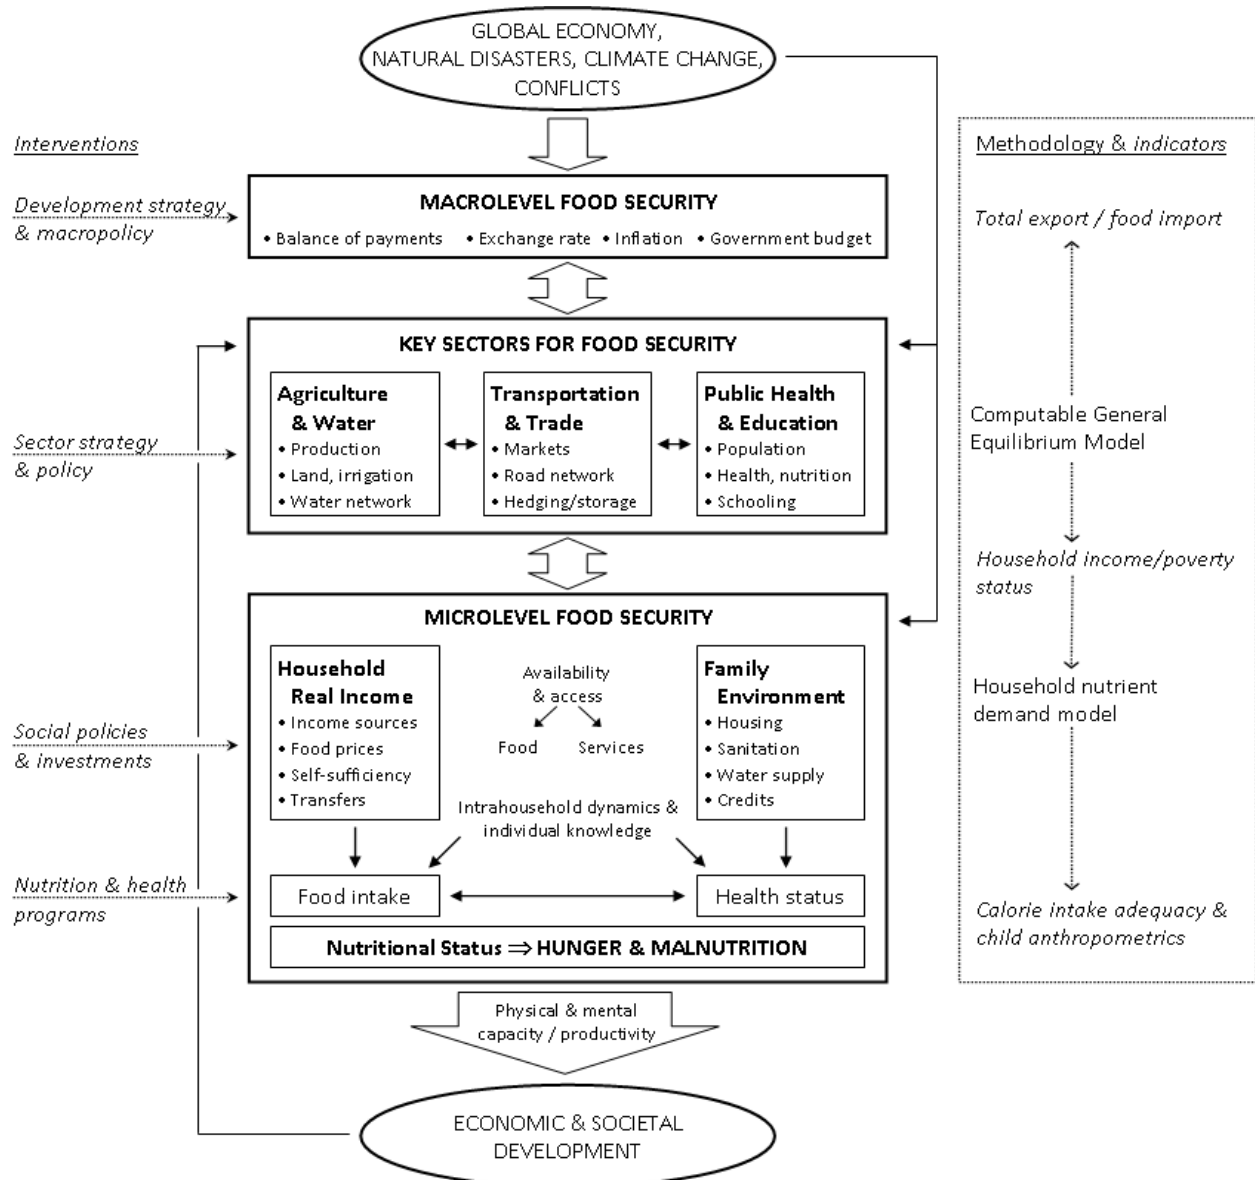 GLOBAL ECONOMY,
NATURAL DISASTERS, CLIMATE CHANGE,
CONFLICTS
Interventions
Development strategy
& macropolicy
MACROLEVEL FOOD SECURITY
• Balance of payments • Exchange rate • Inflation • Government budget
Sector strategy
& policy
KEY SECTORS FOR FOOD SECURITY
Agriculture
& Water
• Production
• Land, irrigation
• Water network
Transportation
& Trade
• Markets
• Road network
• Hedging/storage
Public Health
& Education
• Population
• Health, nutrition
• Schooling
Social policies
& investments
Nutrition & health
programs
MICROLEVEL FOOD SECURITY
Household
Real Income
• Income sources
• Food prices
• Self-sufficiency
• Transfers
Availability
& access
Food
Services
Family
Environment
• Housing
• Sanitation
• Water supply
• Credits
Intrahousehold dynamics &
individual knowledge
Food intake
Health status
Nutritional Status ⇒ HUNGER & MALNUTRITION
Physical & mental
capacity / productivity
ECONOMIC & SOCIETAL
DEVELOPMENT
Methodology & indicators
Total export / food import
Computable General
Equilibrium Model
Household income/poverty
status
Household nutrient
demand model
Calorie intake adequacy &
child anthropometrics